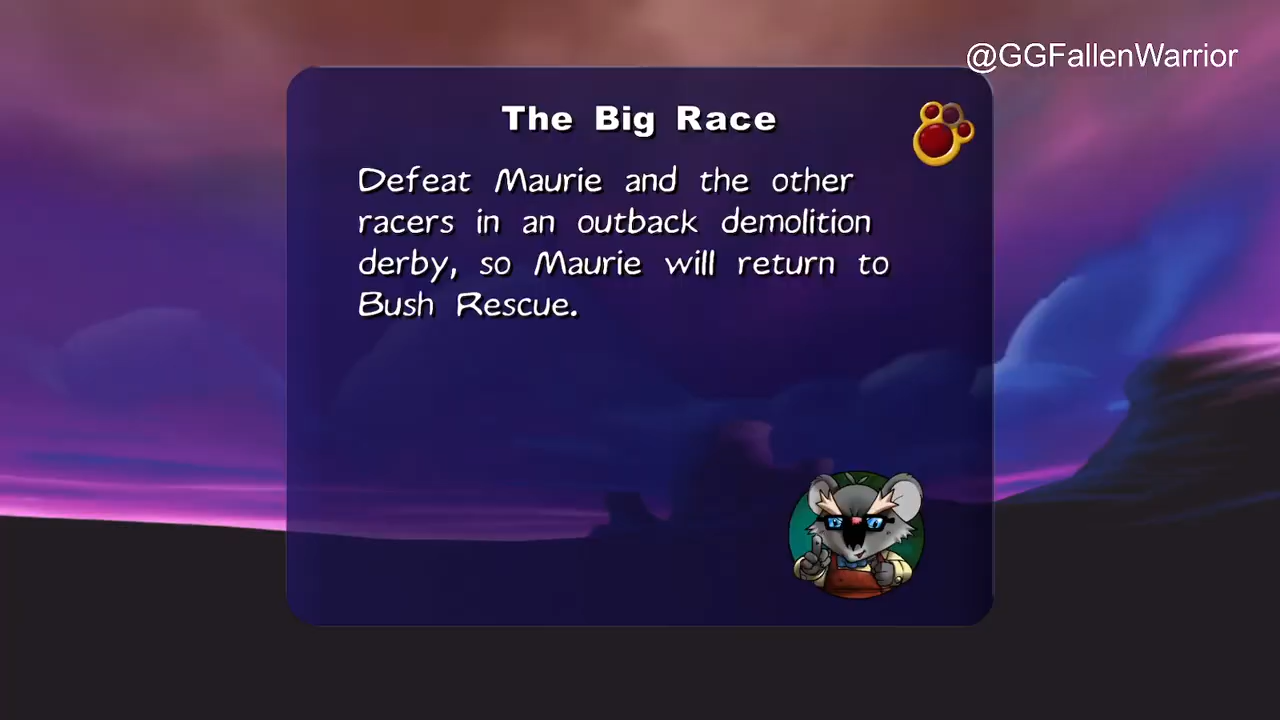 @GGFallenWarrior
The Big Race
Defeat Maurie and the other
racers in an outback demolition
derby, so Maurie will return to
Bush Rescue.